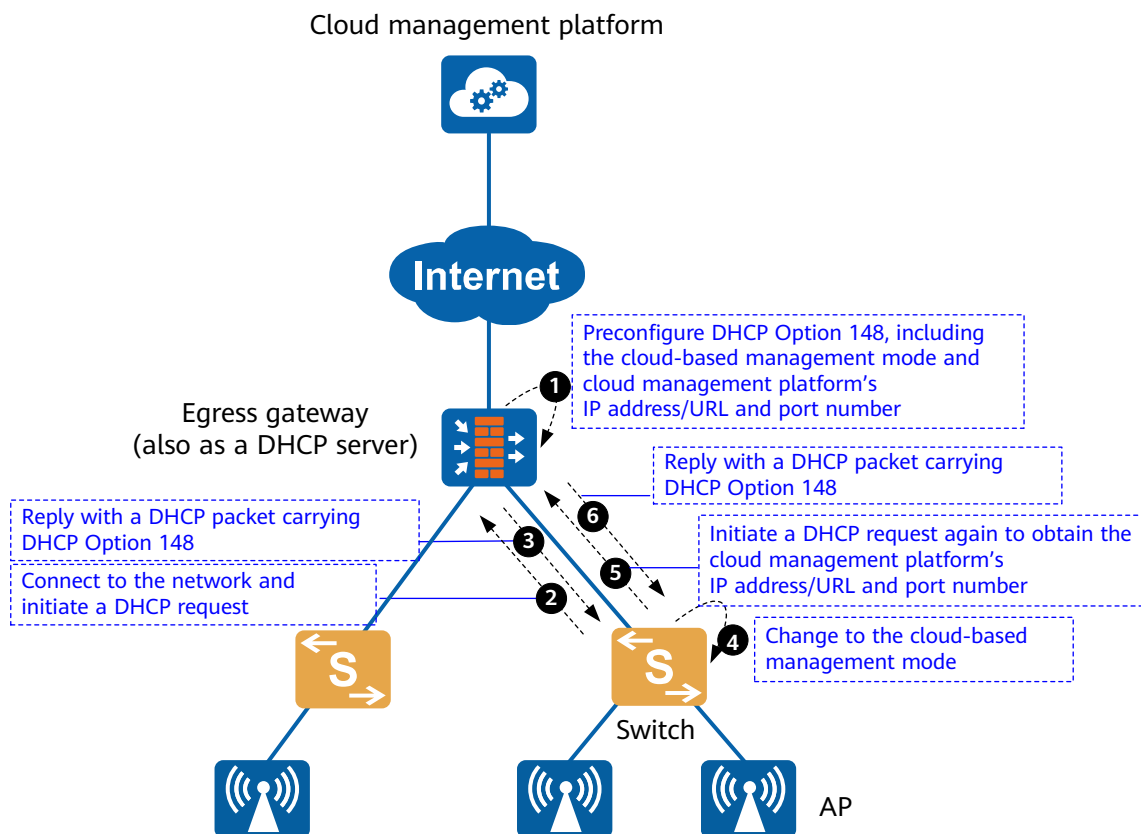 Cloud management platform
Internet
Preconfigure DHCP Option 148, including
the cloud-based management mode and
cloud management platform's
IP address/URL and port number
1
Egress gateway
(also as a DHCP server)
Reply with a DHCP packet carrying
DHCP Option 148
6
Reply with a DHCP packet carrying
DHCP Option 148
3
Initiate a DHCP request again to obtain the
cloud management platform's
IP address/URL and port number
5
Connect to the network and
initiate a DHCP request
2
4
Change to the cloud-based
management mode
S
S
Switch
AP